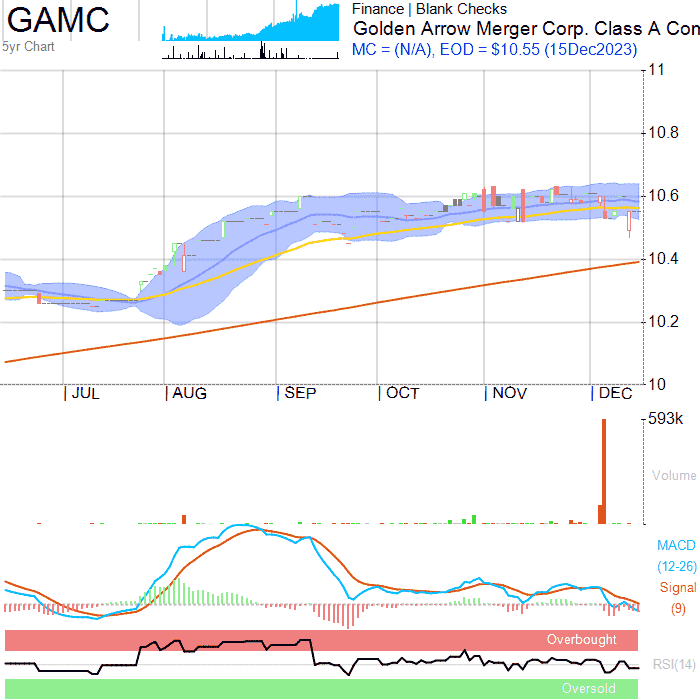 GAMC
5yr Chart
Finance | Blank Checks
Golden Arrow Merger Corp. Class A Con
MC = (N/A), EOD = $10.55 (15Dec2023)
11
10.8
10.6
10.4
10.2
10
| JUL | AUG | SEP | OCT | NOV | DEC
593k
Volume
MACD
(12-26)
Signal
(9)
Overbought
RSI(14)
Oversold